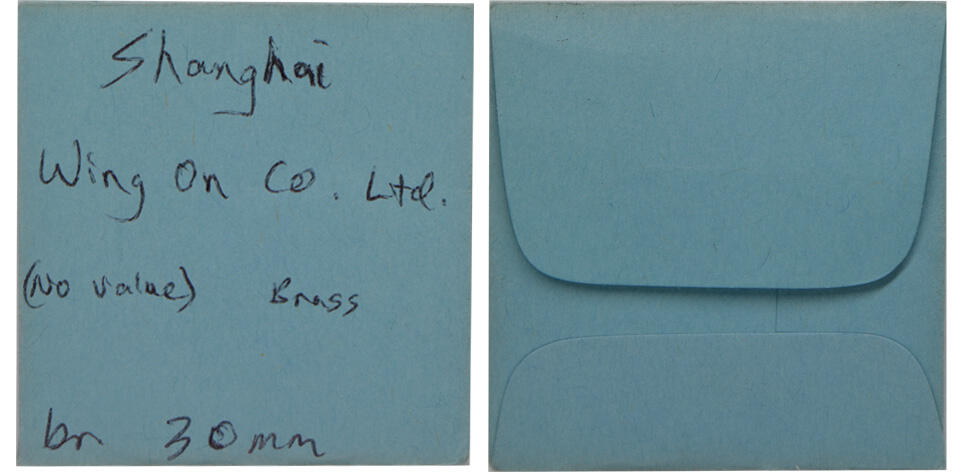 Shanghai
Wing On Co. Ltd.
(No value) Brass
br 30mm